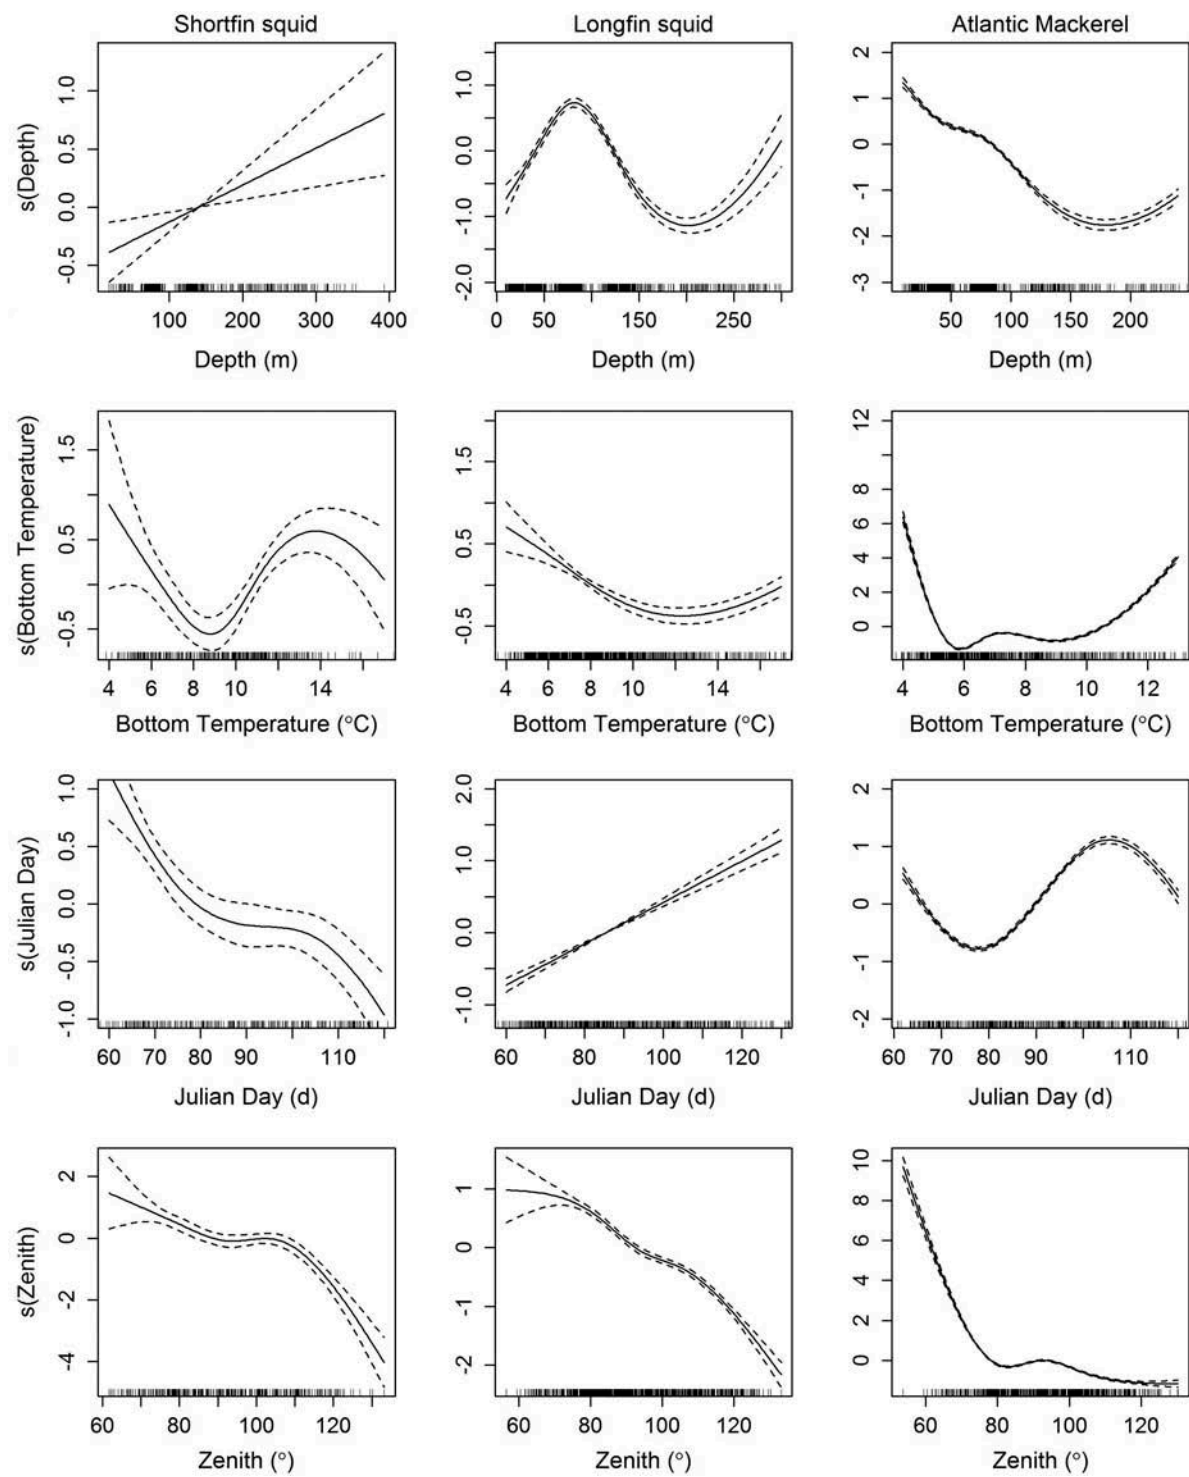 Shortfin squid Longfin squid Atlantic Mackerel
s(Depth)
-0.5 0.0 0.5 1.0
-2.0 -1.0 0.0 1.0
-3 -2 -1 0 1 2
100 200 300 400
0 50 150 250
50 100 150 200
Depth (m) Depth (m) Depth (m)
s(Bottom Temperature)
-0.5 0.5 1.5
-0.5 0.5 1.5
0 2 4 6 8 12
4 6 8 10 14
4 6 8 10 14
4 6 8 10 12
Bottom Temperature (°C) Bottom Temperature (°C) Bottom Temperature (°C)
s(Julian Day)
-1.0 -0.5 0.0 0.5 1.0
-1.0 0.0 1.0 2.0
-2 -1 0 1 2
60 70 80 90 110
60 80 100 120
60 70 80 90 110
Julian Day (d) Julian Day (d) Julian Day (d)
s(Zenith)
-4 -2 0 2
-2 -1 0 1
0 2 4 6 8 10
60 80 100 120
60 80 100 120
60 80 100 120
Zenith (°) Zenith (°) Zenith (°)